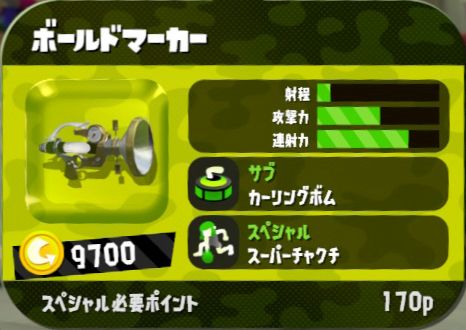 ボールドマーカー
射程
攻撃力
連射力
サブ
カーリングボム
スペシャル
スーパーチャクチ
9700
スペシャル必要ポイント 170p